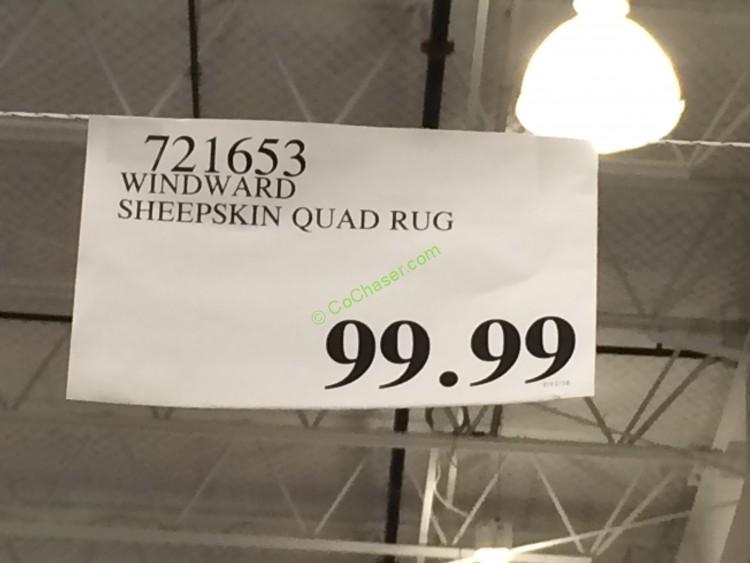 721653
WINDWARD
SHEEPSKIN QUAD RUG
© CoChaser.com
99.99